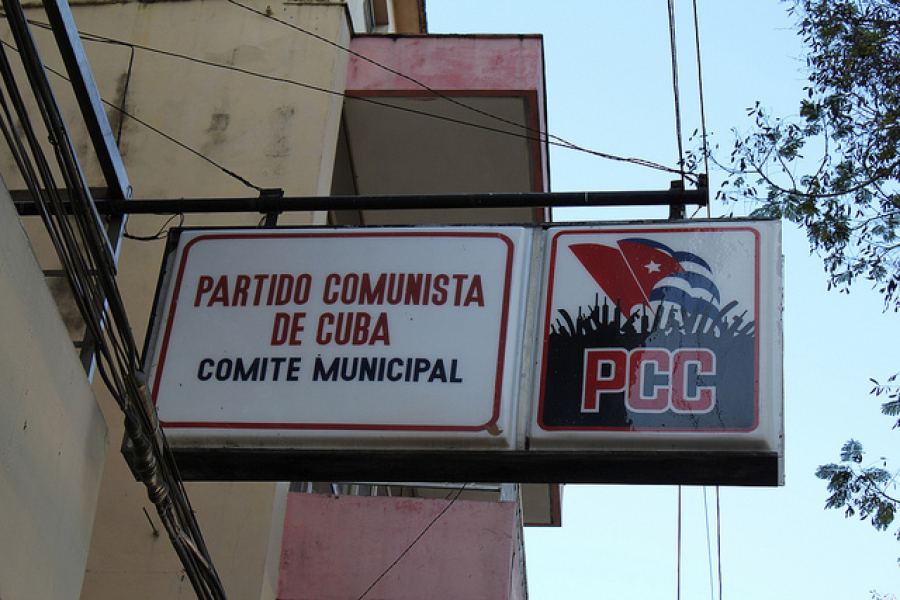 PARTIDO COMUNISTA
DE CUBA
COMITE MUNICIPAL
PCC